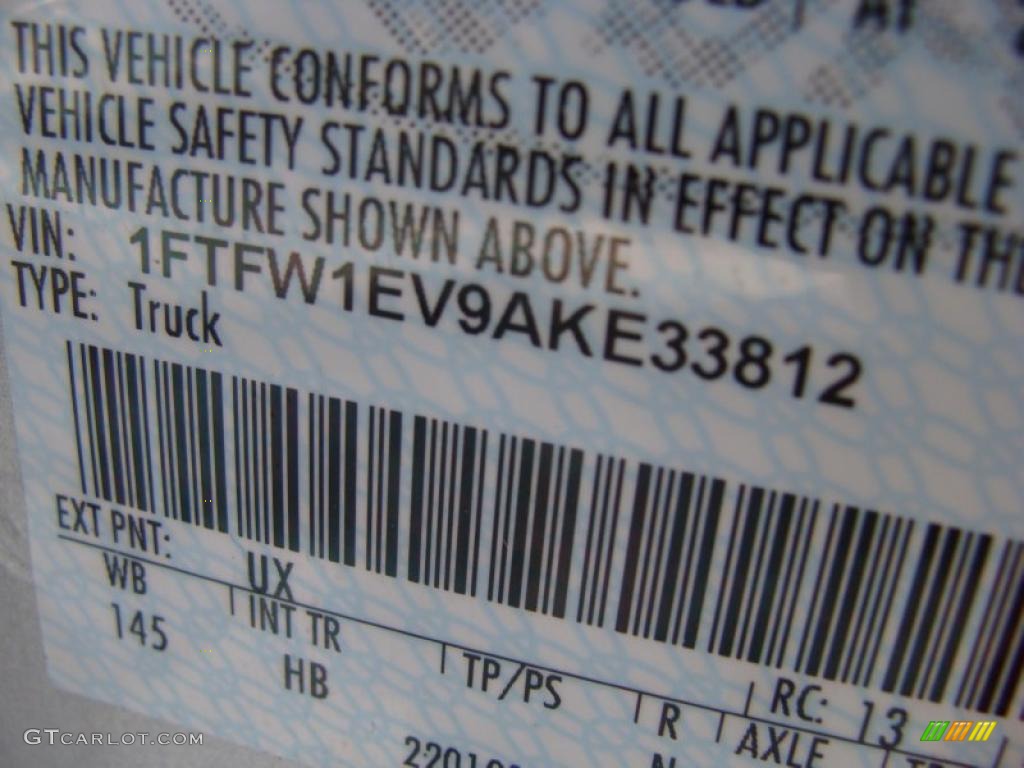 THIS VEHICLE CONFORMS TO ALL APPLICABLE
VEHICLE SAFETY STANDARDS IN EFFECT ON THE
MANUFACTURE SHOWN ABOVE.
VIN: 1FTFW1EV9AKE33812
TYPE: Truck
EXT PNT: UX RC: 13
WB INT TR TP/PS R AXLE
145 HB
GTCARLOT.COM